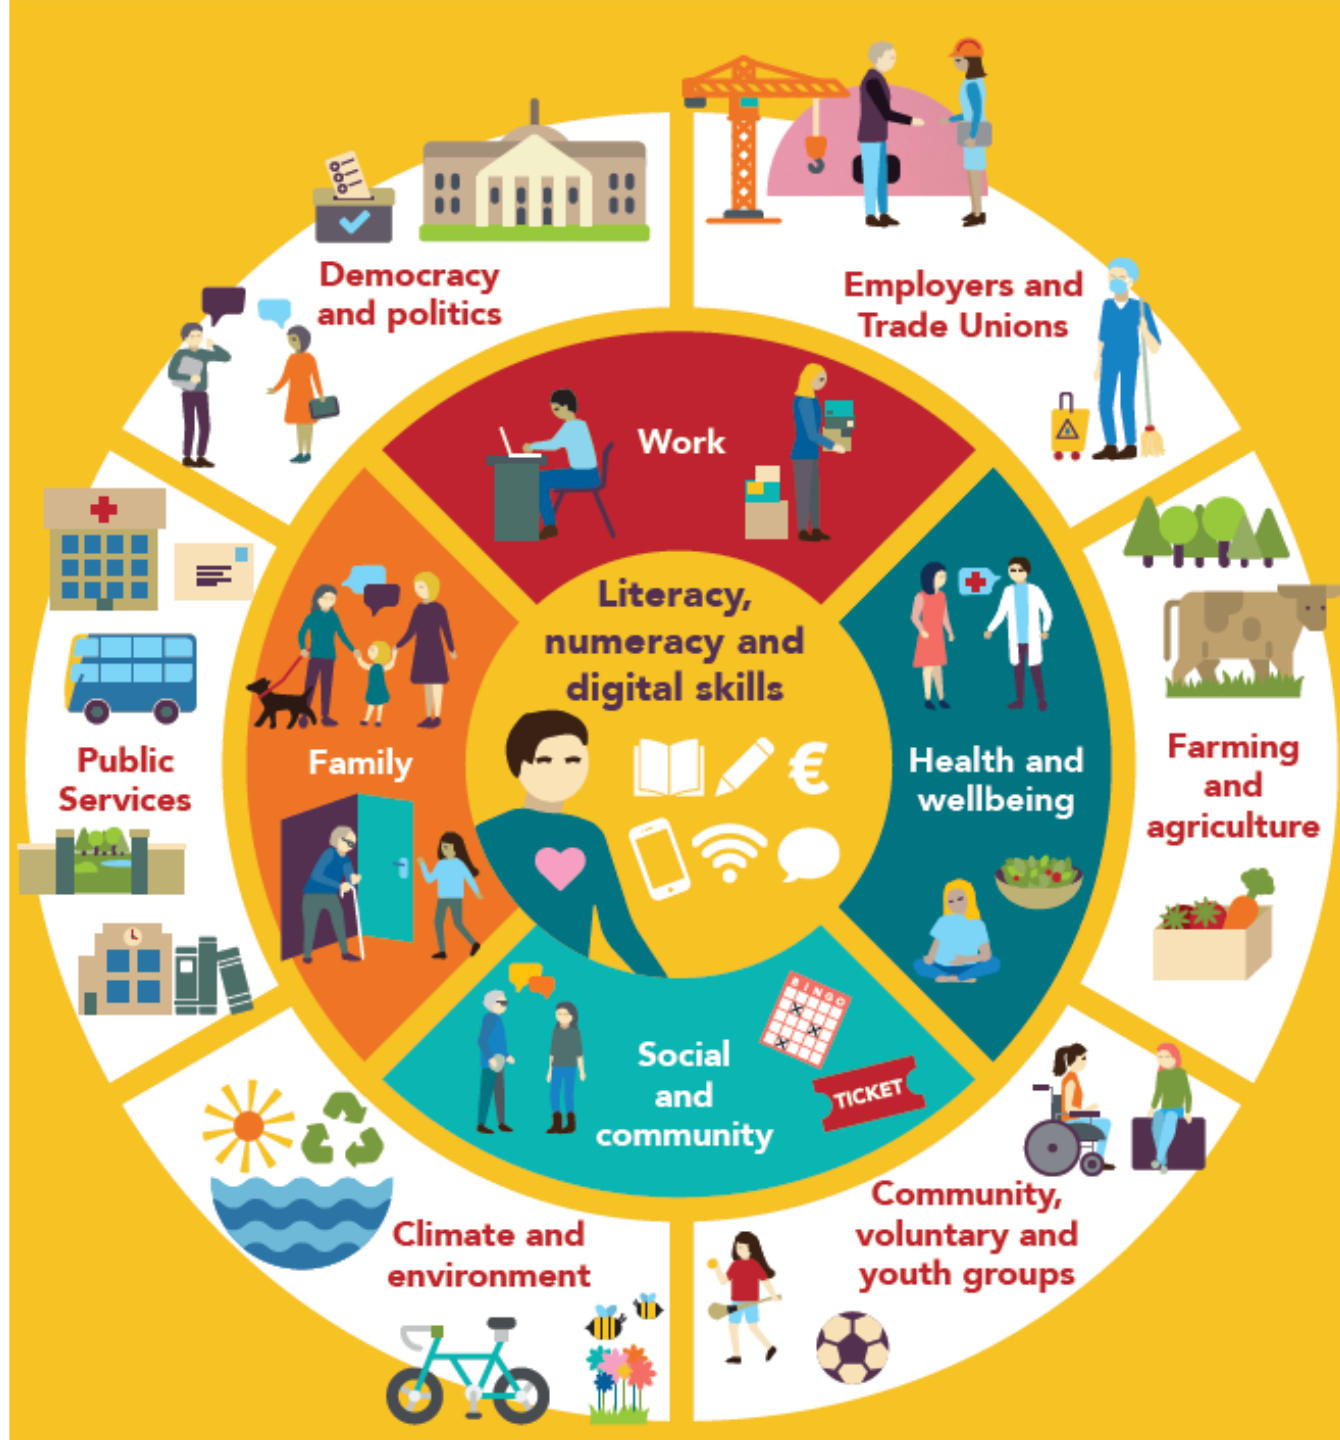 Democracy
and politics
Employers and
Trade Unions
Work
Literacy,
numeracy and
digital skills
€
Family
Health and
wellbeing
Public
Services
Farming
and
agriculture
Social
and
community
BINGO
TICKET
Climate and
environment
Community,
voluntary and
youth groups